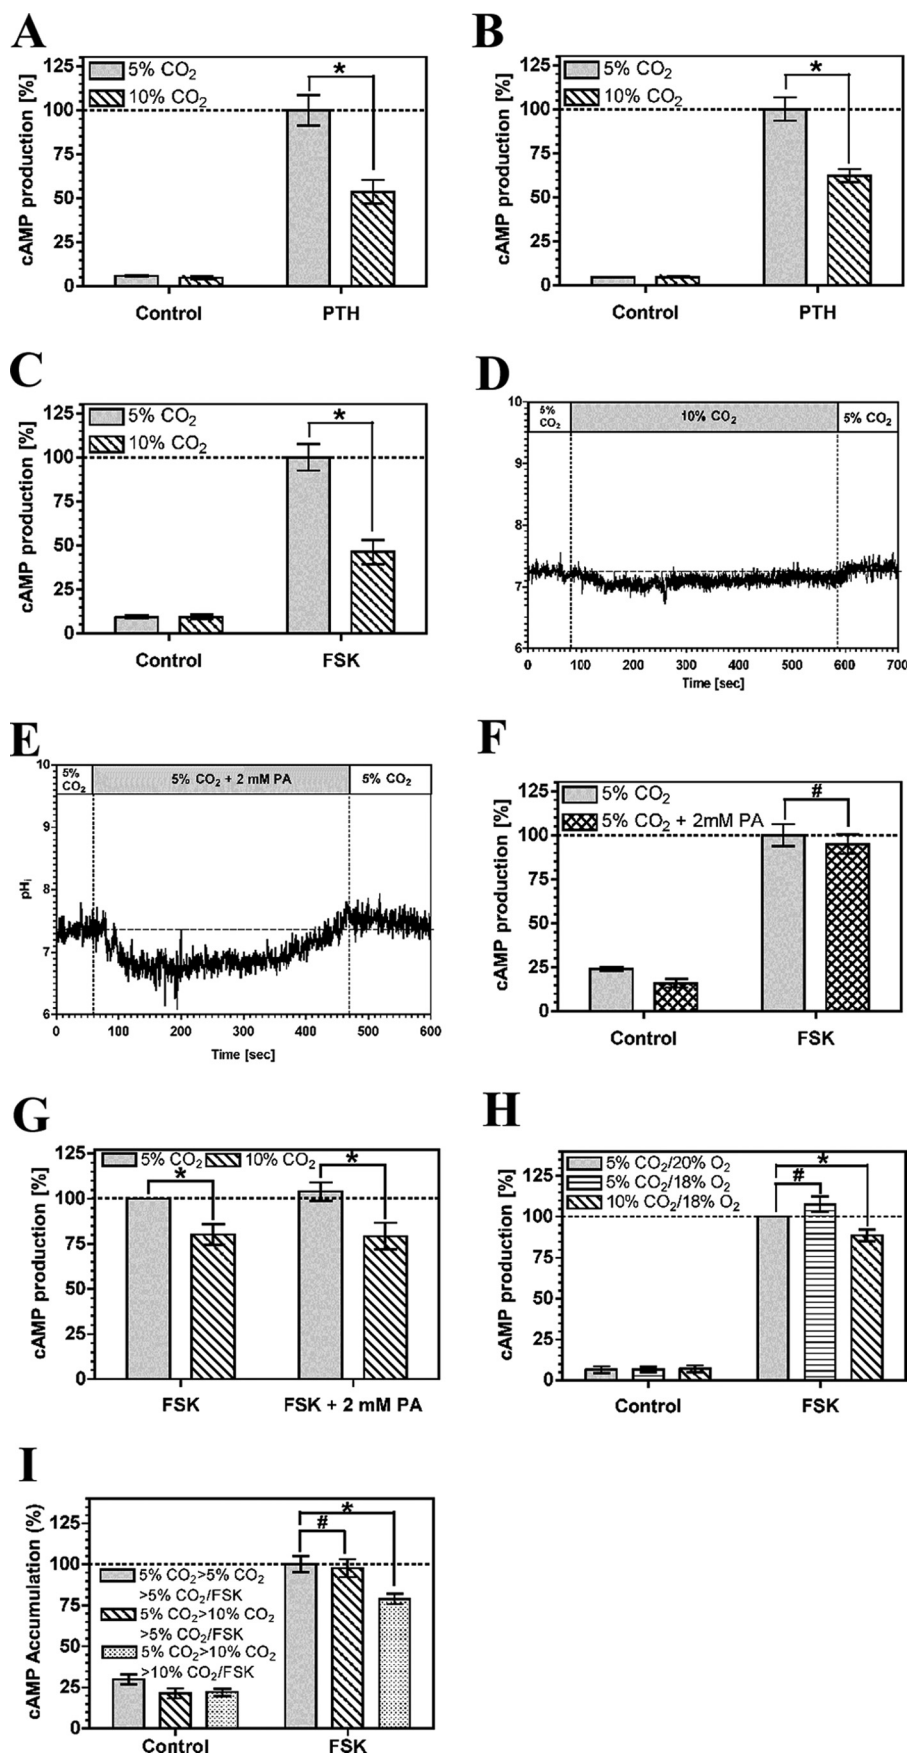 A
cAMP production [%]
125
100
75
50
25
0
5% CO₂
10% CO₂
*
Control
PTH
B
cAMP production [%]
125
100
75
50
25
0
5% CO₂
10% CO₂
*
Control
PTH
C
cAMP production [%]
125
100
75
50
25
0
5% CO₂
10% CO₂
*
Control
FSK
D
10
9
8
7
6
5% CO₂
10% CO₂
5% CO₂
0 100 200 300 400 500 600 700
Time [sec]
E
pHi
10
9
8
7
6
5% CO₂
5% CO₂ + 2 mM PA
5% CO₂
0 100 200 300 400 500 600
Time [sec]
F
cAMP production [%]
125
100
75
50
25
0
5% CO₂
5% CO₂ + 2mM PA
#
Control
FSK
G
cAMP production [%]
125
100
75
50
25
0
5% CO₂
10% CO₂
*
*
FSK
FSK + 2 mM PA
H
cAMP production [%]
125
100
75
50
25
0
5% CO₂/20% O₂
5% CO₂/18% O₂
10% CO₂/18% O₂
*
#
Control
FSK
I
cAMP Accumulation (%)
125
100
75
50
25
0
5% CO₂>5% CO₂
>5% CO₂/FSK
5% CO₂>10% CO₂
>5% CO₂/FSK
5% CO₂>10% CO₂
>10% CO₂/FSK
*
#
Control
FSK